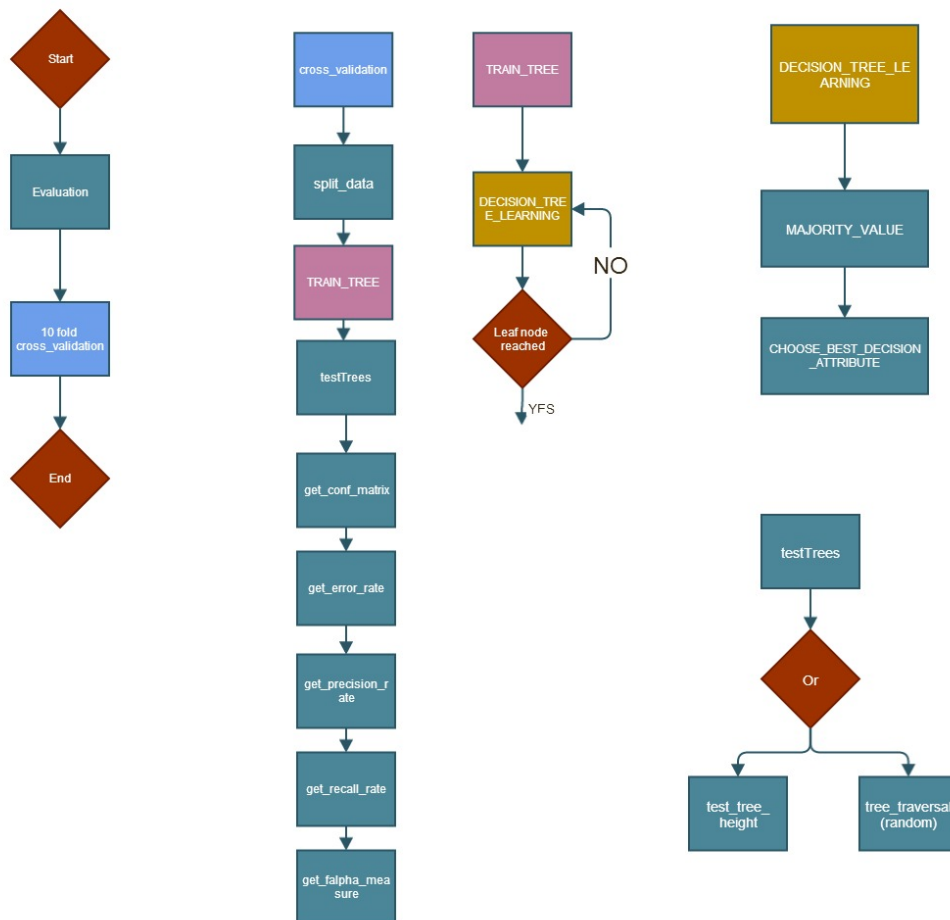 Start
Evaluation
10 fold
cross_validation
End
cross_validation
split_data
TRAIN_TREE
testTrees
get_conf_matrix
get_error_rate
get_precision_r
ate
get_recall_rate
get_falpha_mea
sure
TRAIN_TREE
DECISION_TRE
E_LEARNING
NO
Leaf node
reached
YES
DECISION_TREE_LE
ARNING
MAJORITY_VALUE
CHOOSE_BEST_DECISION
_ATTRIBUTE
testTrees
Or
test_tree_
height
tree_traversal
(random)